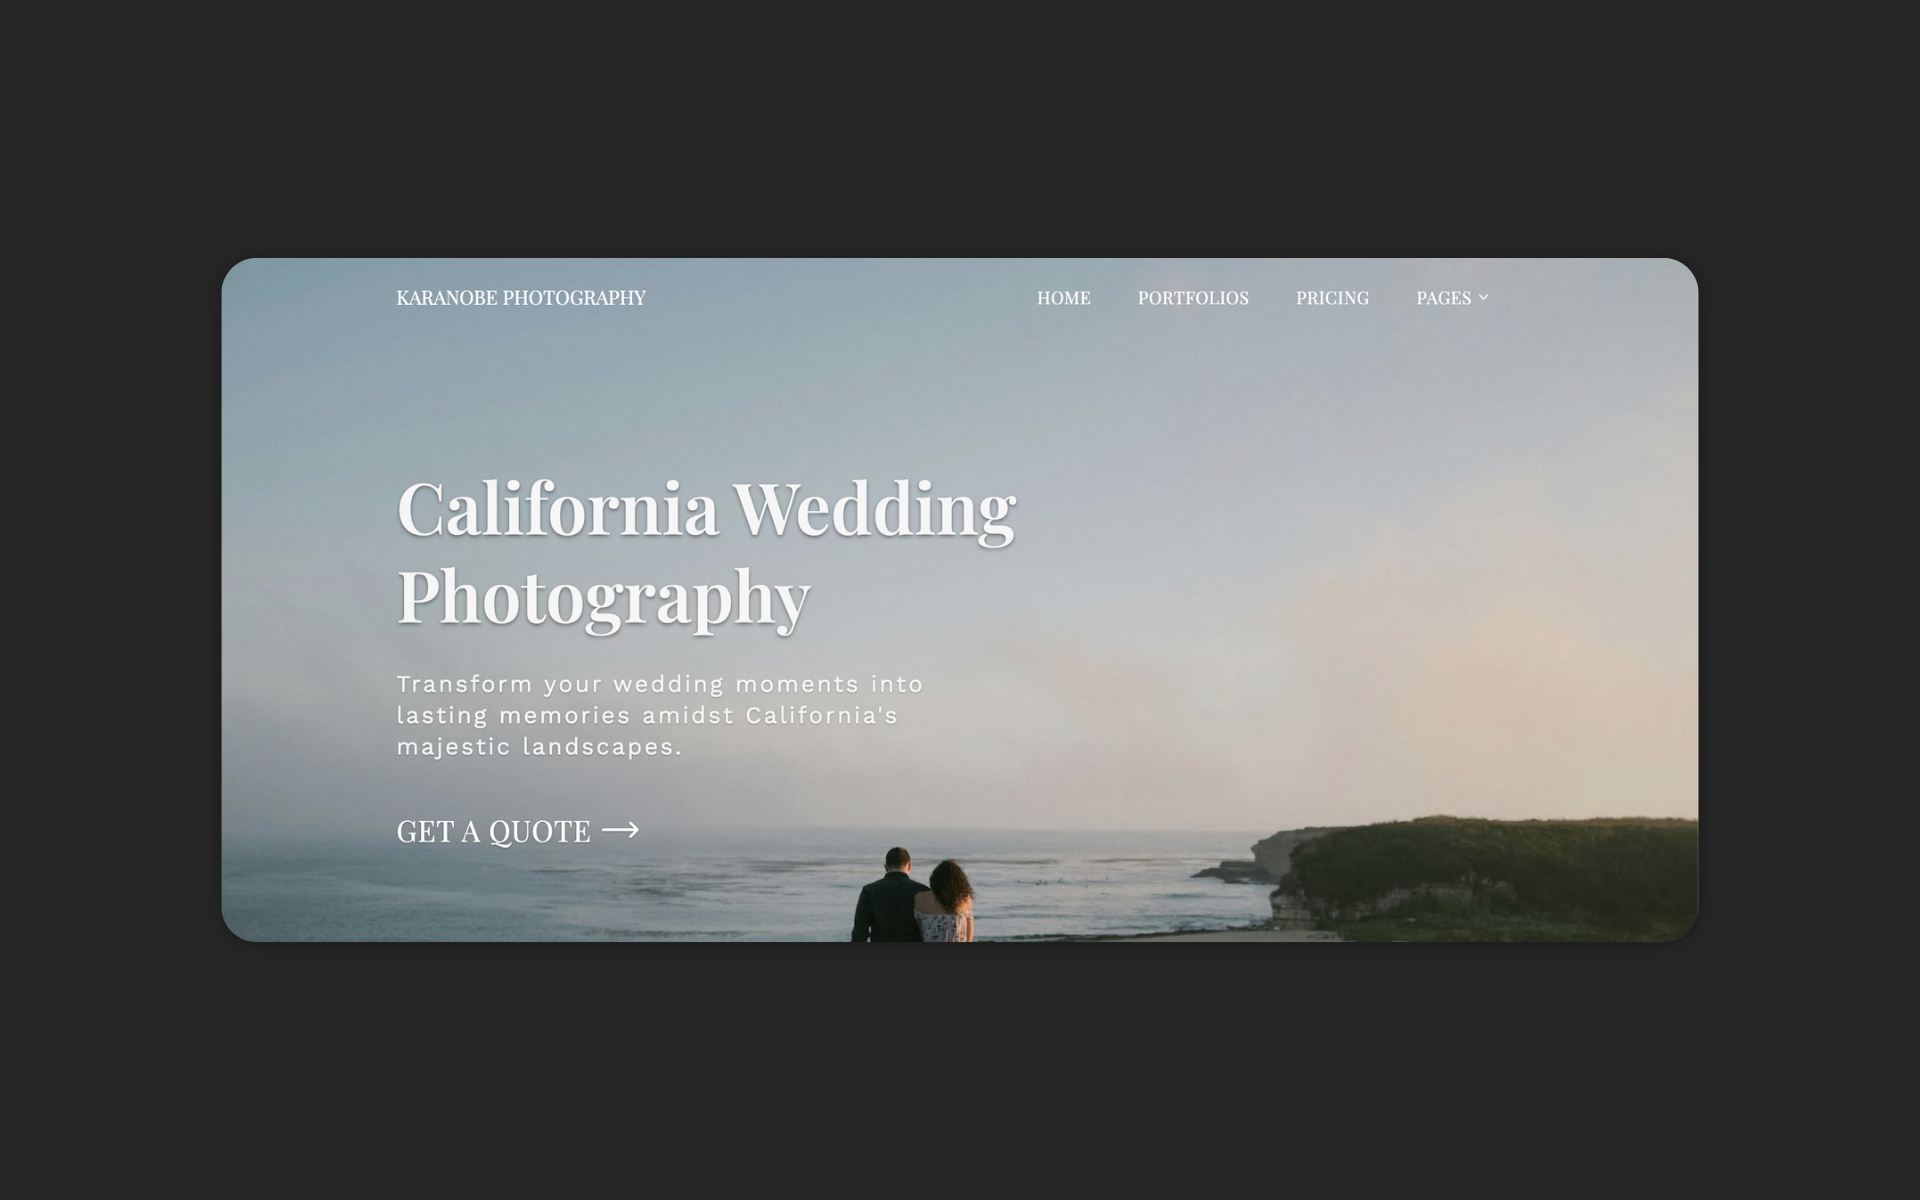 KARANOBE PHOTOGRAPHY
HOME PORTFOLIOS PRICING PAGES
California Wedding
Photography
Transform your wedding moments into
lasting memories amidst California's
majestic landscapes.
GET A QUOTE